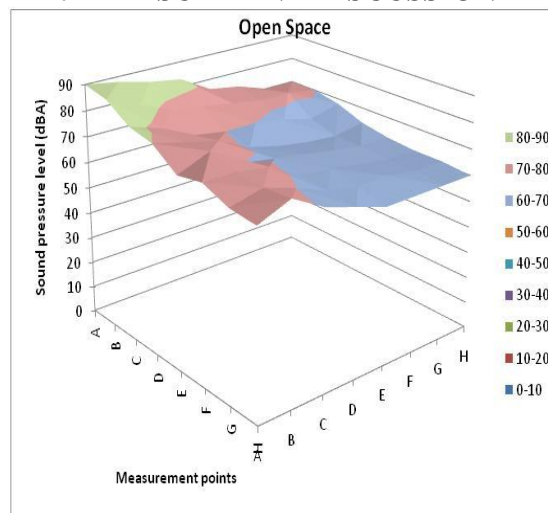 Open Space
Sound pressure level (dBA)
90
80
70
60
50
40
30
20
10
0
A
B
C
D
E
F
G
H
A
B
C
D
E
F
G
H
Measurement points
80-90
70-80
60-70
50-60
40-50
30-40
20-30
10-20
0-10